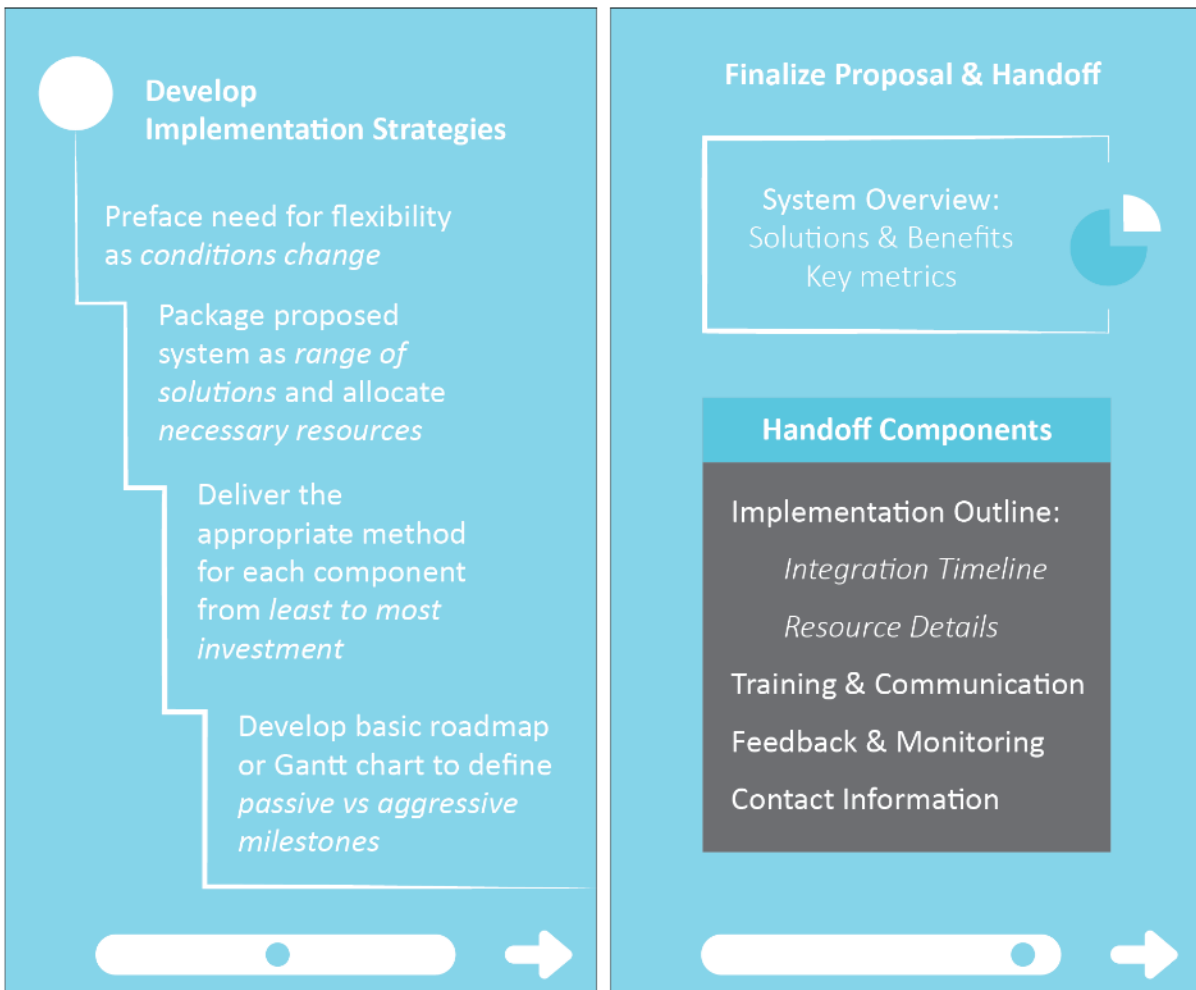 Develop
Implementation Strategies
Preface need for flexibility
as conditions change
Package proposed
system as range of
solutions and allocate
necessary resources
Deliver the
appropriate method
for each component
from least to most
investment
Develop basic roadmap
or Gantt chart to define
passive vs aggressive
milestones
Finalize Proposal & Handoff
System Overview:
Solutions & Benefits
Key metrics
Handoff Components
Implementation Outline:
Integration Timeline
Resource Details
Training & Communication
Feedback & Monitoring
Contact Information